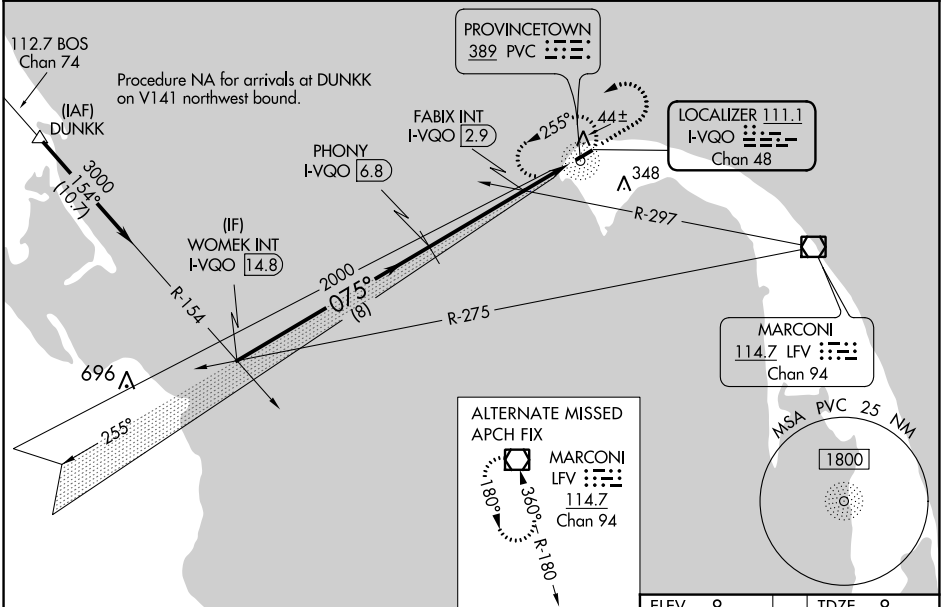 112.7 BOS
Chan 74
Procedure NA for arrivals at DUNKK
on V141 northwest bound.
(IAF)
DUNKK
3000
154°
(10.7)
R-154
(IF)
WOMEK INT
I-VQO 14.8
PHONY
I-VQO 6.8
FABIX INT
I-VQO 2.9
PROVINCETOWN
389 PVC
255°
44±
LOCALIZER 111.1
I-VQO
Chan 48
348
R-297
2000
075°
(8)
R-275
MARCONI
114.7 LFV
Chan 94
696
255°
ALTERNATE MISSED
APCH FIX
MARCONI
LFV
114.7
Chan 94
180°
360°
R-180
MSA PVC 25 NM
1800
ELEV 9
TDZE 9